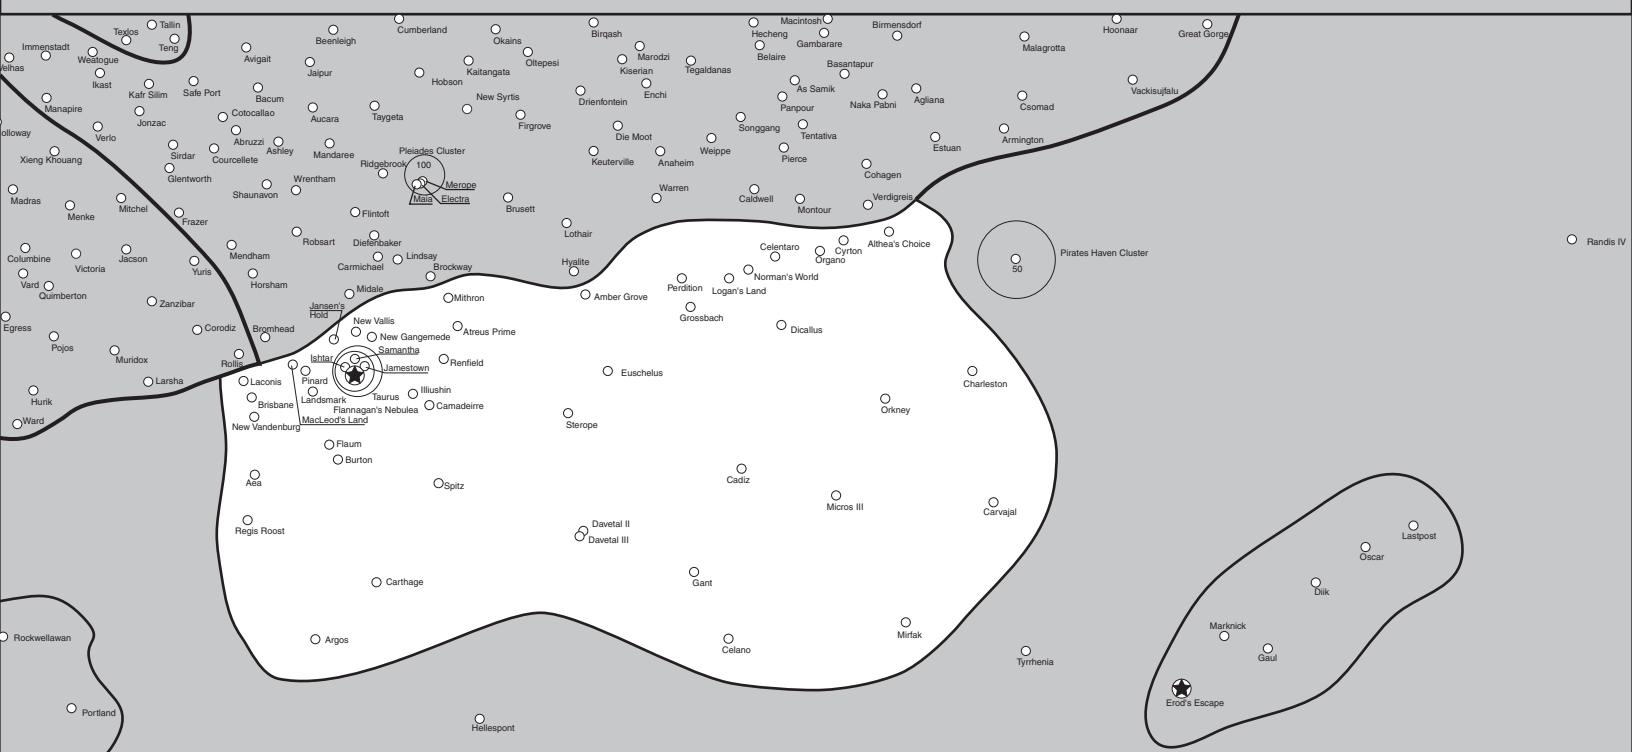 Tallin
Texlos
Teng
Immenstadt
Weatogue
Velhas
Ikast
Kafr Silim
Safe Port
Avigait
Beenleigh
Jaipur
Bacum
Cumberland
Hobson
Okains
Oltepesi
Kaitangata
New Syrtis
Firgrove
Birqash
Marodzi
Kiserian
Tegaldanas
Enchi
Drienfontein
Macintosh
Hecheng
Gambarare
Belaire
Birmensdorf
Basantapur
As Samik
Panpour
Naka Pabni
Agliana
Malagrotta
Hoonaar
Great Gorge
Vackisujfalu
Csomad
Armington
Estuan
Manapire
Jonzac
Cotocallao
Aucara
Taygeta
olloway
Verlo
Abruzzi
Ashley
Mandaree
Sirdar
Courcellete
Xieng Khouang
Glentworth
Shaunavon
Wrentham
Pleiades Cluster
100
Ridgebrook
Merope
Maia
Electra
Die Moot
Keuterville
Anaheim
Weippe
Songgang
Tentativa
Pierce
Cohagen
Warren
Caldwell
Montour
Verdigreis
Brusett
Lothair
Madras
Menke
Mitchel
Frazer
Flintoft
Robsart
Diefenbaker
Carmichael
Lindsay
Brockway
Hyalite
Columbine
Victoria
Jacson
Yuris
Mendham
Horsham
Vard
Quimberton
Zanzibar
Midale
Egress
Pojos
Corodiz
Bromhead
Muridox
Rollis
Larsha
Hurik
Ward
Jansen's
Hold
New Vallis
New Gangemede
Samantha
Ishtar
Jamestown
Pinard
Landsmark
Taurus
Flannagan's Nebulea
MacLeod's Land
Laconis
Brisbane
New Vandenburg
Mithron
Atreus Prime
Renfield
Illiushin
Camadeirre
Flaum
Burton
Aea
Spitz
Regis Roost
Carthage
Argos
Amber Grove
Euschelus
Sterope
Davetal II
Davetal III
Perdition
Logan's Land
Norman's World
Celentaro
Organo
Cyrton
Althea's Choice
Grossbach
Dicallus
Charleston
Orkney
Cadiz
Micros III
Carvajal
Gant
Celano
Mirfak
Pirates Haven Cluster
50
Randis IV
Lastpost
Oscar
Diik
Marknick
Gaul
Erod's Escape
Tyrrhenia
Hellespont
Rockwellawan
Portland